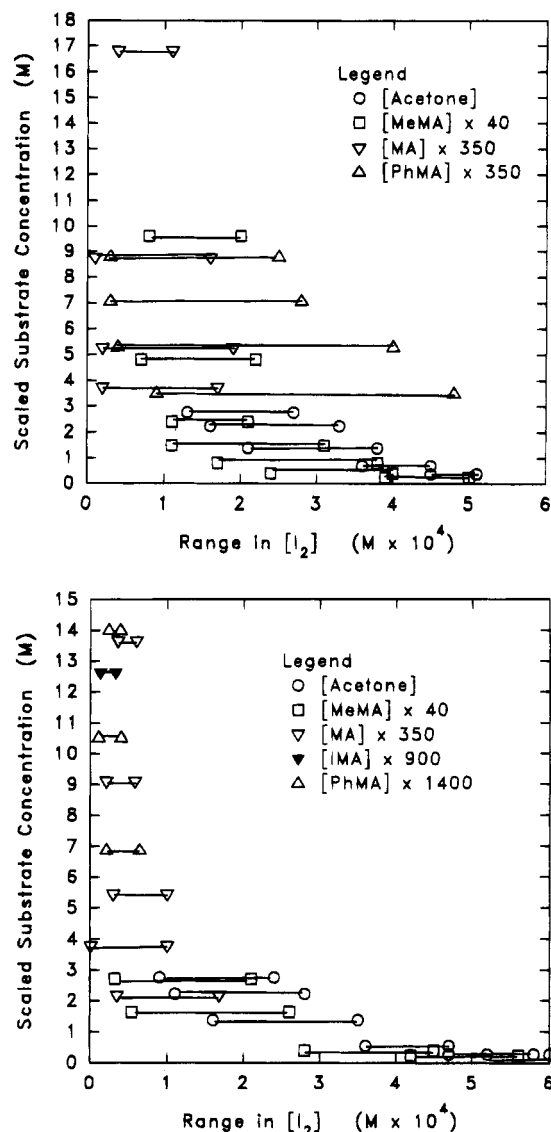 18
17
16
15
14
13
12
11
10
9
8
7
6
5
4
3
2
1
0
Scaled Substrate Concentration (M)
Legend
[Acetone]
[MeMA] x 40
[MA] x 350
[PhMA] x 350
0 1 2 3 4 5 6
Range in [I₂] (M x 10⁴)
15
14
13
12
11
10
9
8
7
6
5
4
3
2
1
0
Scaled Substrate Concentration (M)
Legend
[Acetone]
[MeMA] x 40
[MA] x 350
[IMA] x 900
[PhMA] x 1400
0 1 2 3 4 5 6
Range in [I₂] (M x 10⁴)